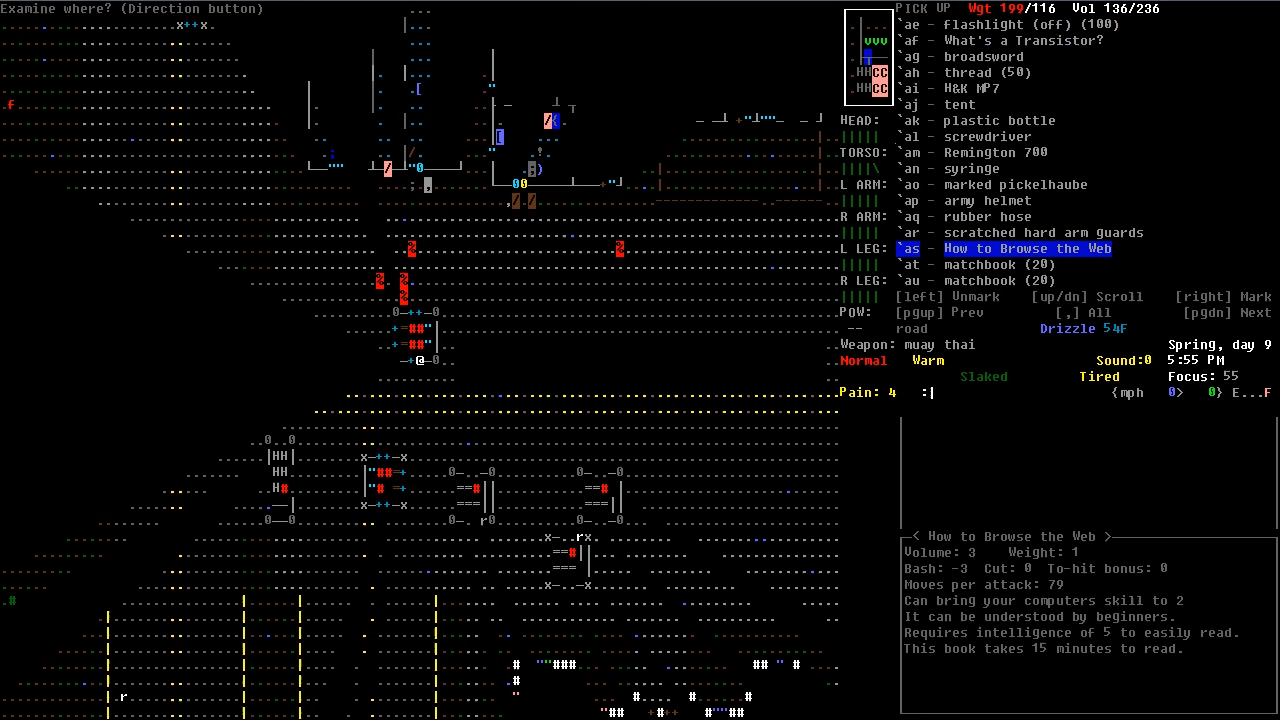 Examine where? (Direction button)
PICK UP Wgt 199/116 Vol 136/236
`ae - flashlight (off) (100)
`af - What's a Transistor?
`ag - broadsword
`ah - thread (50)
`ai - H&K MP7
`aj - tent
HEAD: `ak - plastic bottle
`al - screwdriver
TORSO: `am - Remington 700
`an - syringe
L ARM: `ao - marked pickelhaube
`ap - army helmet
R ARM: `aq - rubber hose
`ar - scratched hard arm guards
L LEG: `as - How to Browse the Web
`at - matchbook (20)
R LEG: `au - matchbook (20)
[left] Unmark [up/dn] Scroll [right] Mark
POW: [pgup] Prev [,] All [pgdn] Next
-- road Drizzle 54F
Weapon: muay thai Spring, day 9
Normal Warm Sound:0 5:55 PM
Slaked Tired Focus: 55
Pain: 4 :| {mph 0> 0} E...F
< How to Browse the Web >
Volume: 3 Weight: 1
Bash: -3 Cut: 0 To-hit bonus: 0
Moves per attack: 79
Can bring your computers skill to 2
It can be understood by beginners.
Requires intelligence of 5 to easily read.
This book takes 15 minutes to read.